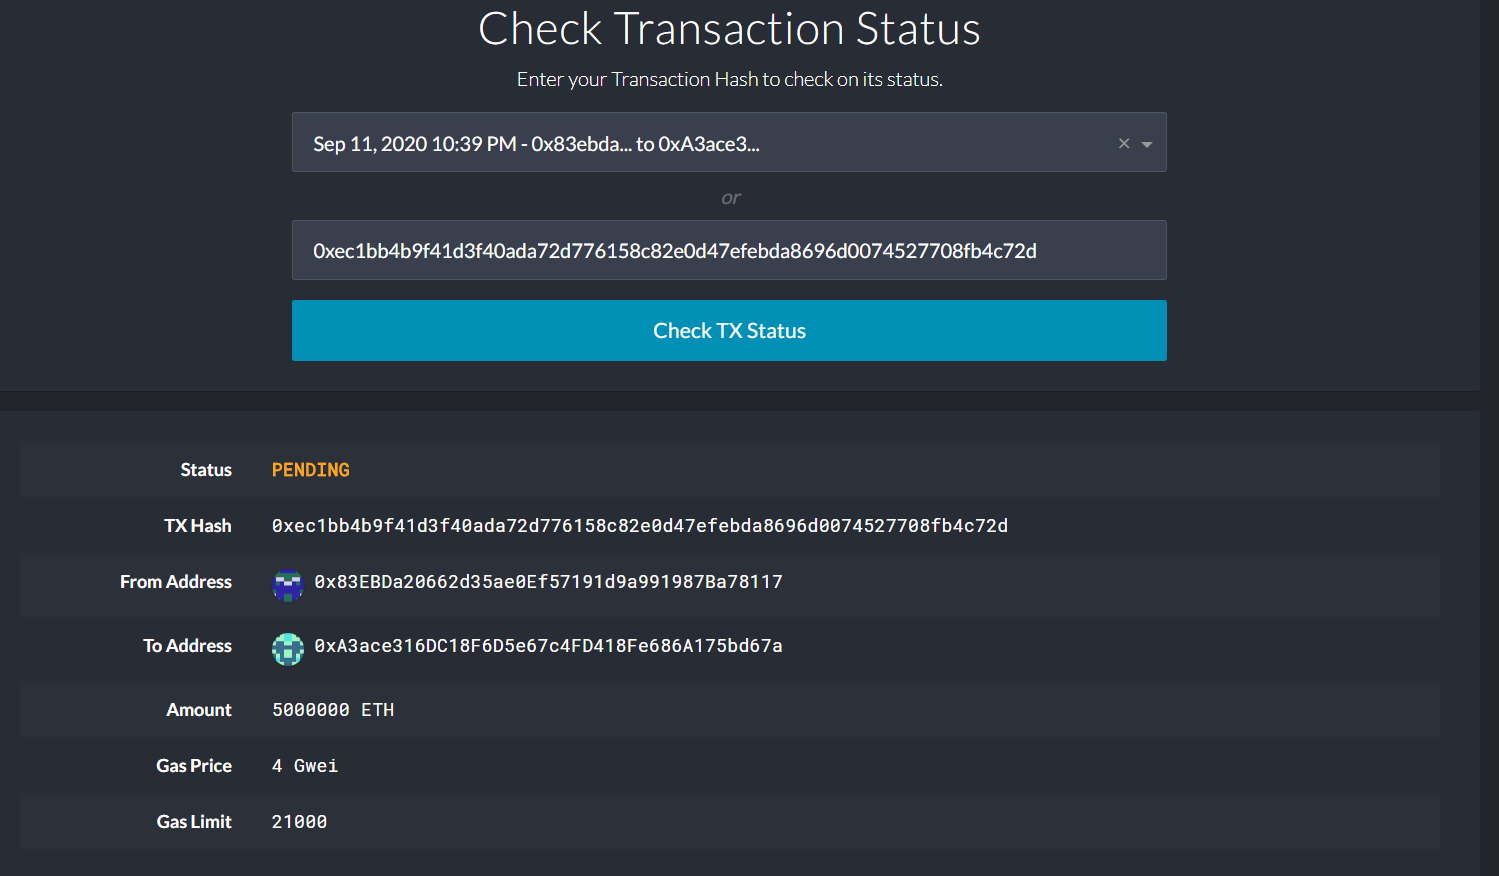 Check Transaction Status
Enter your Transaction Hash to check on its status.
Sep 11, 2020 10:39 PM - 0x83ebda... to 0xA3ace3...
or
0xec1bb4b9f41d3f40ada72d776158c82e0d47efebda8696d0074527708fb4c72d
Check TX Status
Status PENDING
TX Hash 0xec1bb4b9f41d3f40ada72d776158c82e0d47efebda8696d0074527708fb4c72d
From Address 0x83EBDa20662d35ae0Ef57191d9a991987Ba78117
To Address 0xA3ace316DC18F6D5e67c4FD418Fe686A175bd67a
Amount 5000000 ETH
Gas Price 4 Gwei
Gas Limit 21000